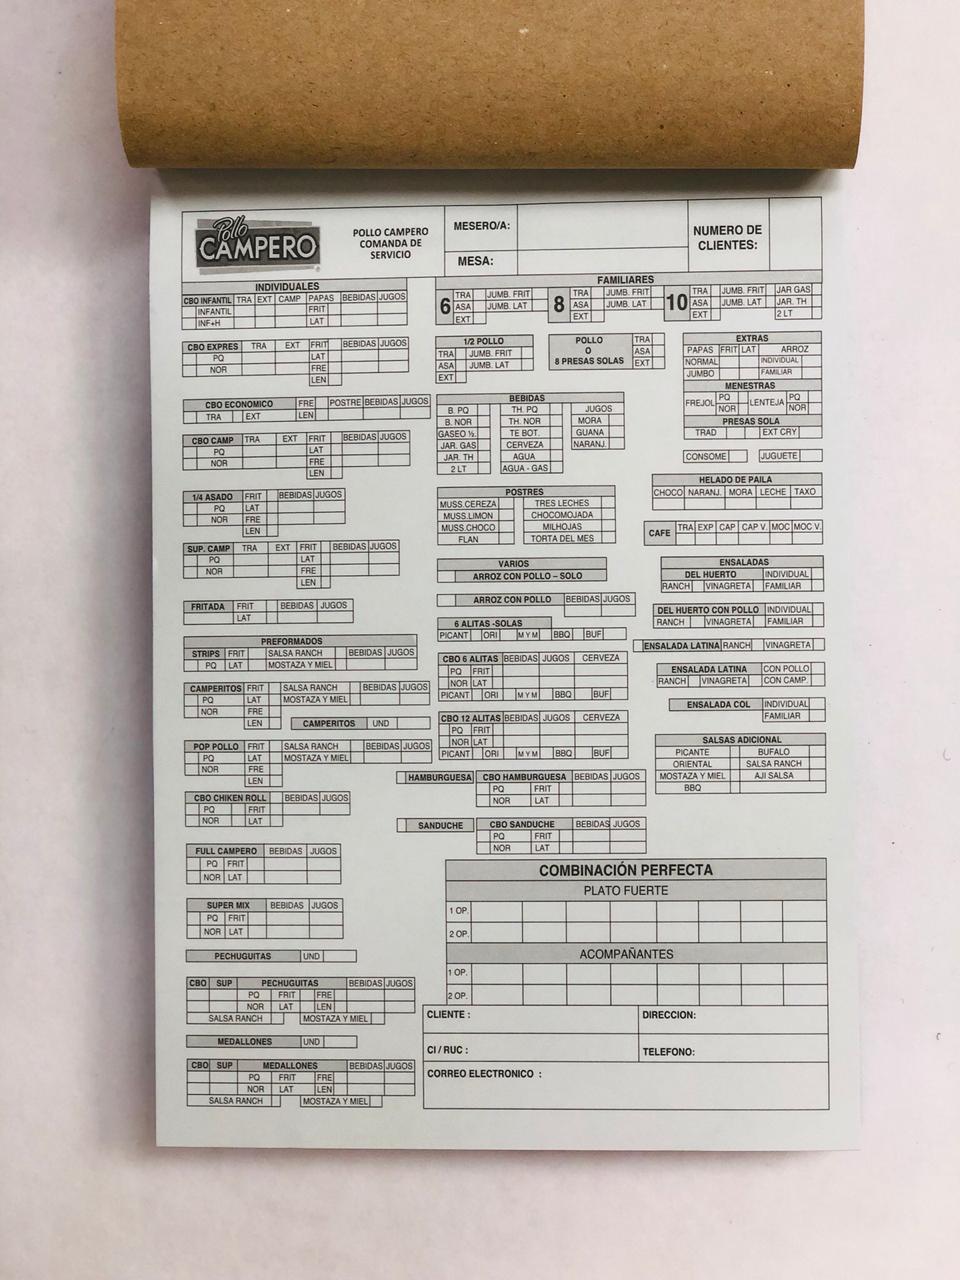 Pollo
CAMPERO
POLLO CAMPERO
COMANDA DE
SERVICIO
MESERO/A:
MESA:
NUMERO DE
CLIENTES:
INDIVIDUALES
CBO INFANTIL TRA EXT CAMP PAPAS BEBIDAS JUGOS
INFANTIL FRIT
INF+H LAT
CBO EXPRES TRA EXT FRIT BEBIDAS JUGOS
PQ LAT
NOR FRE
LEN
CBO ECONOMICO FRE POSTRE BEBIDAS JUGOS
TRA EXT LEN
CBO CAMP TRA EXT FRIT BEBIDAS JUGOS
PQ LAT
NOR FRE
LEN
1/4 ASADO FRIT BEBIDAS JUGOS
PQ LAT
NOR FRE
LEN
SUP. CAMP TRA EXT FRIT BEBIDAS JUGOS
PQ LAT
NOR FRE
LEN
FRITADA FRIT BEBIDAS JUGOS
LAT
PREFORMADOS
STRIPS FRIT SALSA RANCH BEBIDAS JUGOS
PQ LAT MOSTAZA Y MIEL
CAMPERITOS FRIT SALSA RANCH BEBIDAS JUGOS
PQ LAT MOSTAZA Y MIEL
NOR FRE
LEN CAMPERITOS UND
POP POLLO FRIT SALSA RANCH BEBIDAS JUGOS
PQ LAT MOSTAZA Y MIEL
NOR FRE
LEN
CBO CHIKEN ROLL BEBIDAS JUGOS
PQ FRIT
NOR LAT
FULL CAMPERO BEBIDAS JUGOS
PQ FRIT
NOR LAT
SUPER MIX BEBIDAS JUGOS
PQ FRIT
NOR LAT
PECHUGUITAS UND
CBO SUP PECHUGUITAS BEBIDAS JUGOS
PQ FRIT FRE
NOR LAT LEN
SALSA RANCH MOSTAZA Y MIEL
MEDALLONES UND
CBO SUP MEDALLONES BEBIDAS JUGOS
PQ FRIT FRE
NOR LAT LEN
SALSA RANCH MOSTAZA Y MIEL
FAMILIARES
6 TRA JUMB. FRIT 8 TRA JUMB. FRIT 10 TRA JUMB. FRIT JAR GAS
ASA JUMB. LAT ASA JUMB. LAT ASA JUMB. LAT JAR. TH
EXT EXT EXT 2 LT
1/2 POLLO
TRA JUMB. FRIT
ASA JUMB. LAT
EXT
POLLO TRA
O ASA
8 PRESAS SOLAS EXT
BEBIDAS
B. PQ TH. PQ JUGOS
B. NOR TH. NOR MORA
GASEO ½. TE BOT. GUANA
JAR. GAS CERVEZA NARANJ.
JAR. TH AGUA
2 LT AGUA - GAS
POSTRES
MUSS.CEREZA TRES LECHES
MUSS.LIMON CHOCOMOJADA
MUSS.CHOCO MILHOJAS
FLAN TORTA DEL MES
VARIOS
ARROZ CON POLLO – SOLO
ARROZ CON POLLO BEBIDAS JUGOS
6 ALITAS -SOLAS
PICANT ORI M Y M BBQ BUF
CBO 6 ALITAS BEBIDAS JUGOS CERVEZA
PQ FRIT
NOR LAT
PICANT ORI M Y M BBQ BUF
CBO 12 ALITAS BEBIDAS JUGOS CERVEZA
PQ FRIT
NOR LAT
PICANT ORI M Y M BBQ BUF
HAMBURGUESA CBO HAMBURGUESA BEBIDAS JUGOS
PQ FRIT
NOR LAT
SANDUCHE CBO SANDUCHE BEBIDAS JUGOS
PQ FRIT
NOR LAT
EXTRAS
PAPAS FRIT LAT ARROZ
NORMAL INDIVIDUAL
JUMBO FAMILIAR
MENESTRAS
FREJOL PQ LENTEJA PQ
NOR NOR
PRESAS SOLA
TRAD EXT CRY
CONSOME JUGUETE
HELADO DE PAILA
CHOCO NARANJ. MORA LECHE TAXO
CAFE TRA EXP CAP CAP V. MOC MOC V.
ENSALADAS
DEL HUERTO INDIVIDUAL
RANCH VINAGRETA FAMILIAR
DEL HUERTO CON POLLO INDIVIDUAL
RANCH VINAGRETA FAMILIAR
ENSALADA LATINA RANCH VINAGRETA
ENSALADA LATINA CON POLLO
RANCH VINAGRETA CON CAMP.
ENSALADA COL INDIVIDUAL
FAMILIAR
SALSAS ADICIONAL
PICANTE BUFALO
ORIENTAL SALSA RANCH
MOSTAZA Y MIEL AJI SALSA
BBQ
COMBINACIÓN PERFECTA
PLATO FUERTE
1 OP.
2 OP.
ACOMPAÑANTES
1 OP.
2 OP.
CLIENTE : DIRECCION:
CI / RUC : TELEFONO:
CORREO ELECTRONICO :